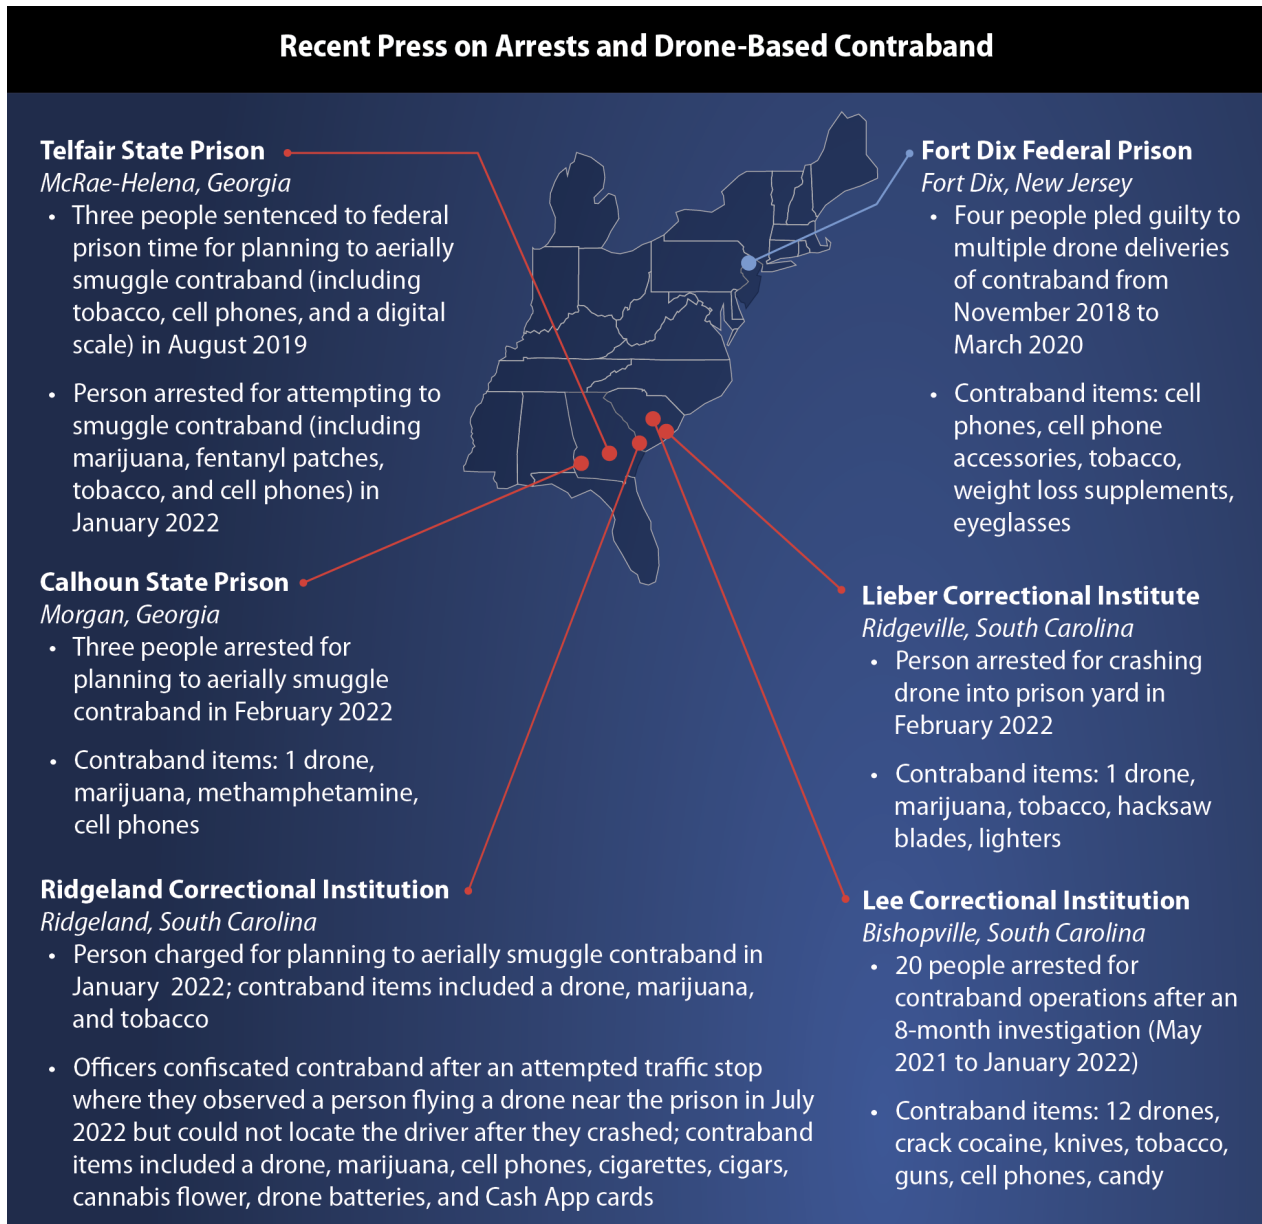 Recent Press on Arrests and Drone-Based Contraband
Telfair State Prison
McRae-Helena, Georgia
• Three people sentenced to federal
prison time for planning to aerially
smuggle contraband (including
tobacco, cell phones, and a digital
scale) in August 2019
• Person arrested for attempting to
smuggle contraband (including
marijuana, fentanyl patches,
tobacco, and cell phones) in
January 2022
Calhoun State Prison
Morgan, Georgia
• Three people arrested for
planning to aerially smuggle
contraband in February 2022
• Contraband items: 1 drone,
marijuana, methamphetamine,
cell phones
Ridgeland Correctional Institution
Ridgeland, South Carolina
• Person charged for planning to aerially smuggle contraband in
January  2022; contraband items included a drone, marijuana,
and tobacco
• Officers confiscated contraband after an attempted traffic stop
where they observed a person flying a drone near the prison in July
2022 but could not locate the driver after they crashed; contraband
items included a drone, marijuana, cell phones, cigarettes, cigars,
cannabis flower, drone batteries, and Cash App cards
Fort Dix Federal Prison
Fort Dix, New Jersey
• Four people pled guilty to
multiple drone deliveries
of contraband from
November 2018 to
March 2020
• Contraband items: cell
phones, cell phone
accessories, tobacco,
weight loss supplements,
eyeglasses
Lieber Correctional Institute
Ridgeville, South Carolina
• Person arrested for crashing
drone into prison yard in
February 2022
• Contraband items: 1 drone,
marijuana, tobacco, hacksaw
blades, lighters
Lee Correctional Institution
Bishopville, South Carolina
• 20 people arrested for
contraband operations after an
8-month investigation (May
2021 to January 2022)
• Contraband items: 12 drones,
crack cocaine, knives, tobacco,
guns, cell phones, candy